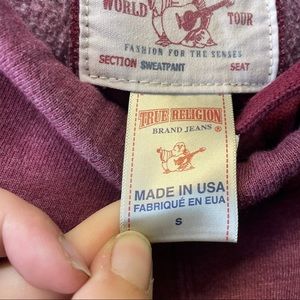 WORLD TOUR
FASHION FOR THE SENSES
SECTION SWEATPANT SEAT
TRUE RELIGION®
BRAND JEANS®
MADE IN USA
FABRIQUÉ EN EUA
S